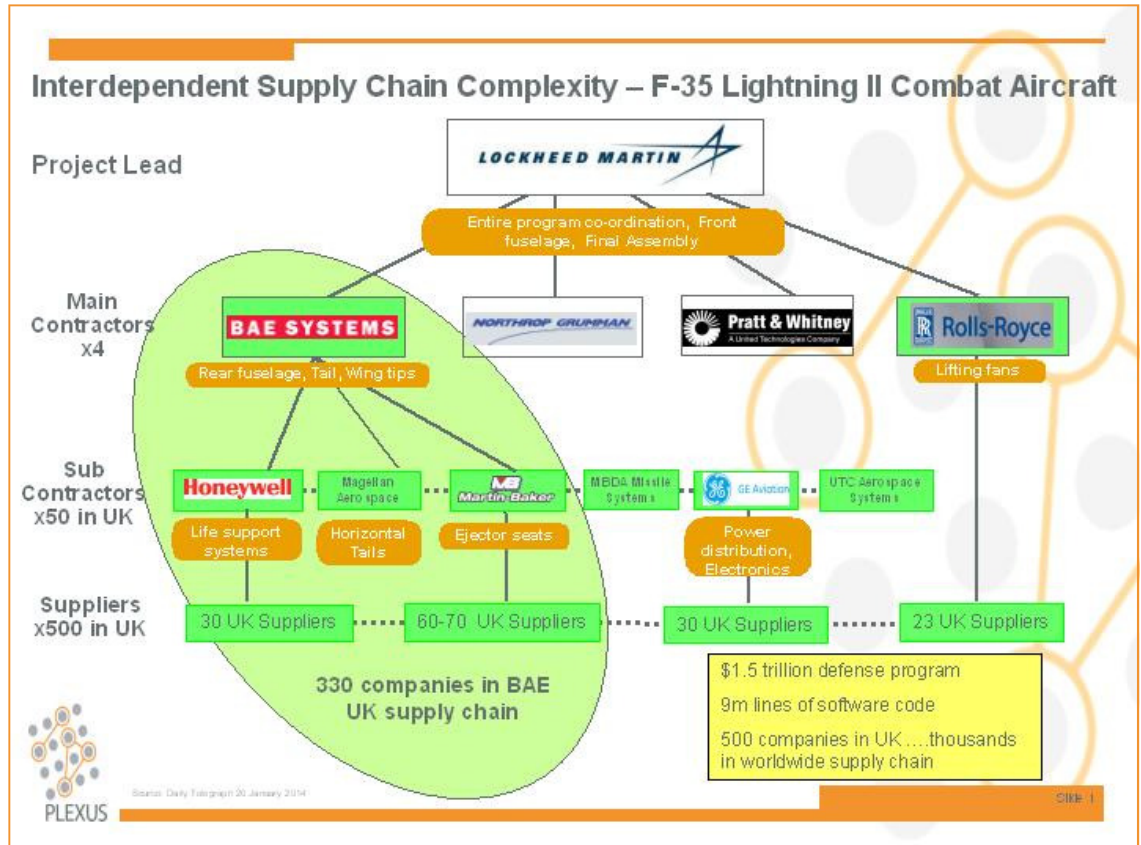 Interdependent Supply Chain Complexity – F-35 Lightning II Combat Aircraft
Project Lead
LOCKHEED MARTIN
Entire program co-ordination, Front
fuselage, Final Assembly
Main
Contractors
x4
BAE SYSTEMS
NORTHROP GRUMMAN
Pratt & Whitney
A United Technologies Company
Rolls-Royce
Rear fuselage, Tail, Wing tips
Lifting fans
Sub
Contractors
x50 in UK
Honeywell
Magellan
Aerospace
Martin-Baker
MBDA Missile
Systems
GE Aviation
UTC Aerospace
Systems
Life support
systems
Horizontal
Tails
Ejector seats
Power
distribution,
Electronics
Suppliers
x500 in UK
30 UK Suppliers
60-70 UK Suppliers
30 UK Suppliers
23 UK Suppliers
330 companies in BAE
UK supply chain
$1.5 trillion defense program
9m lines of software code
500 companies in UK ....thousands
in worldwide supply chain
PLEXUS
Source: Daily Telegraph 20 January 2014
Slide 1